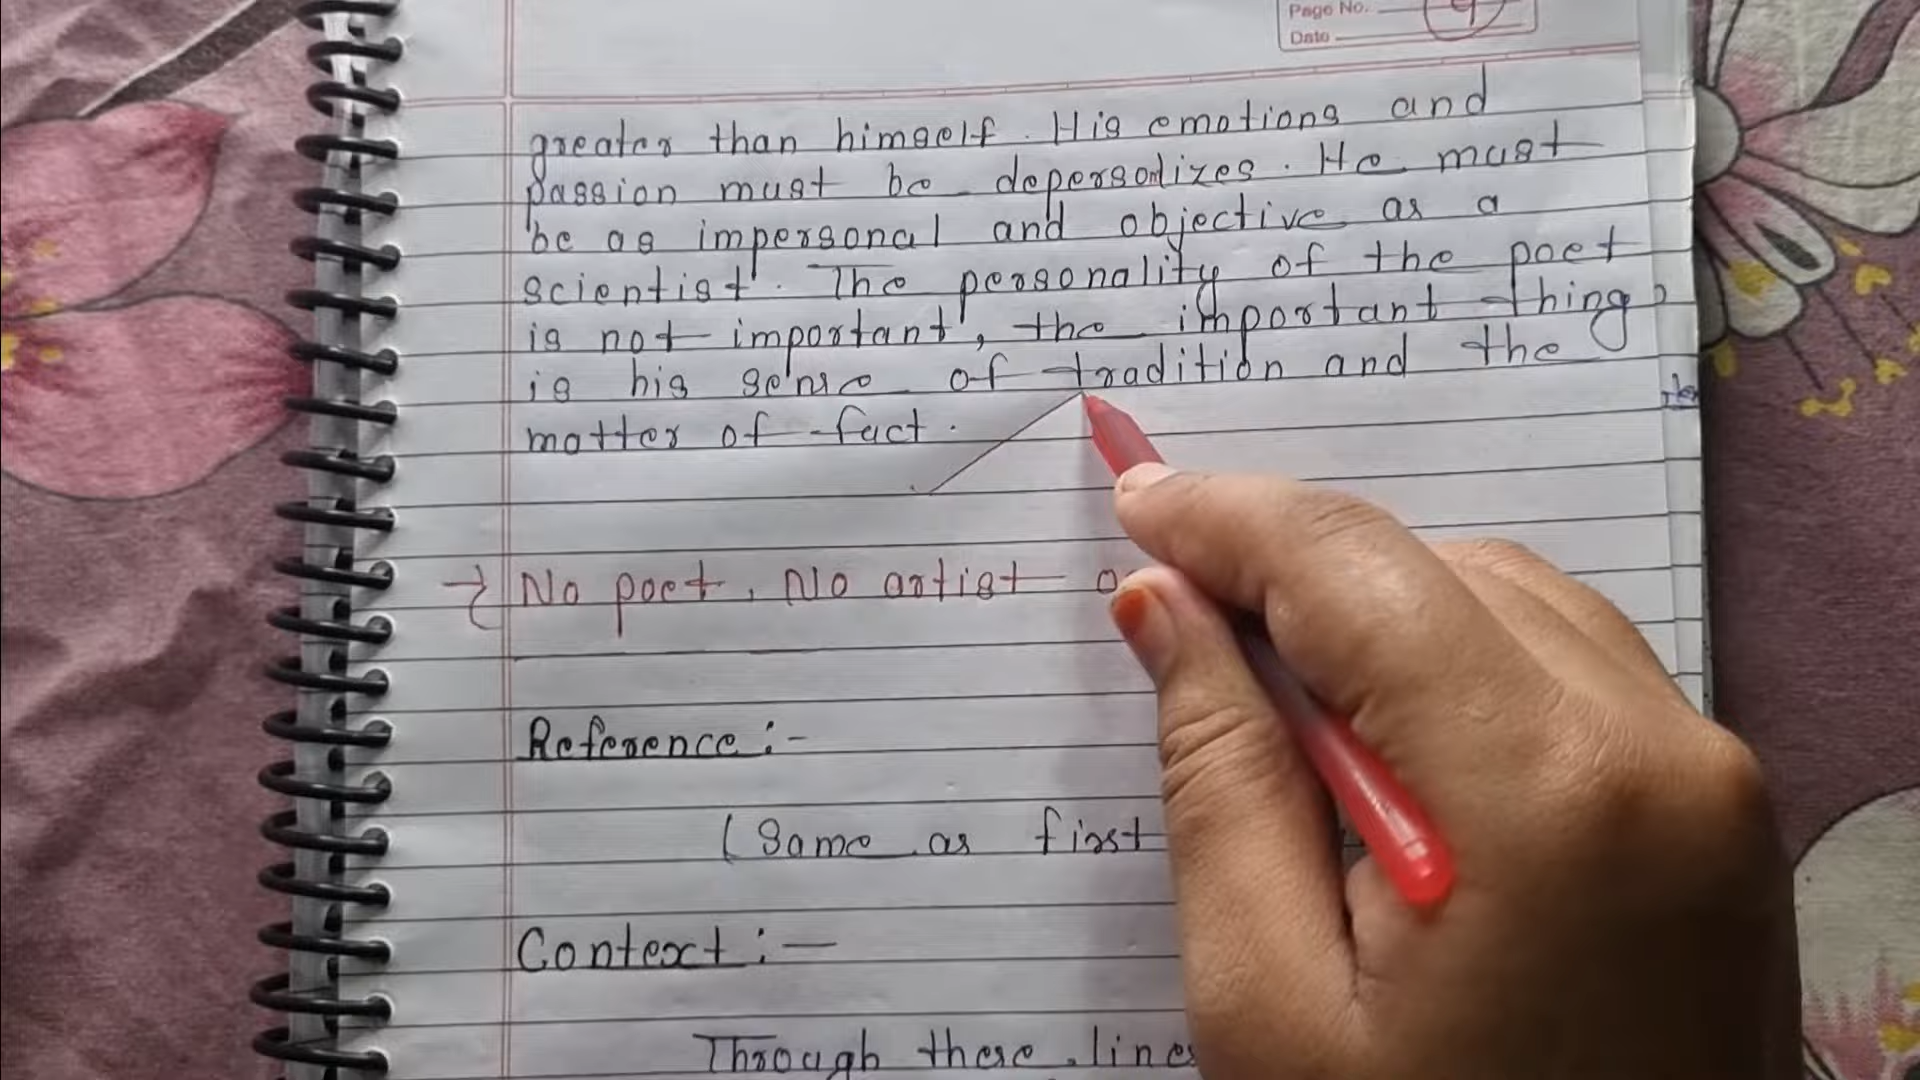 Page No.
Date
greater than himself. His emotions and
passion must be depersonlizes. He must
be as impersonal and objective as a
scientist. The personality of the poet
is not important, the important thing
is his sense of tradition and the
matter of fact.
No poet, No artist
Reference :-
(Same as first
Context :-
Through these lines